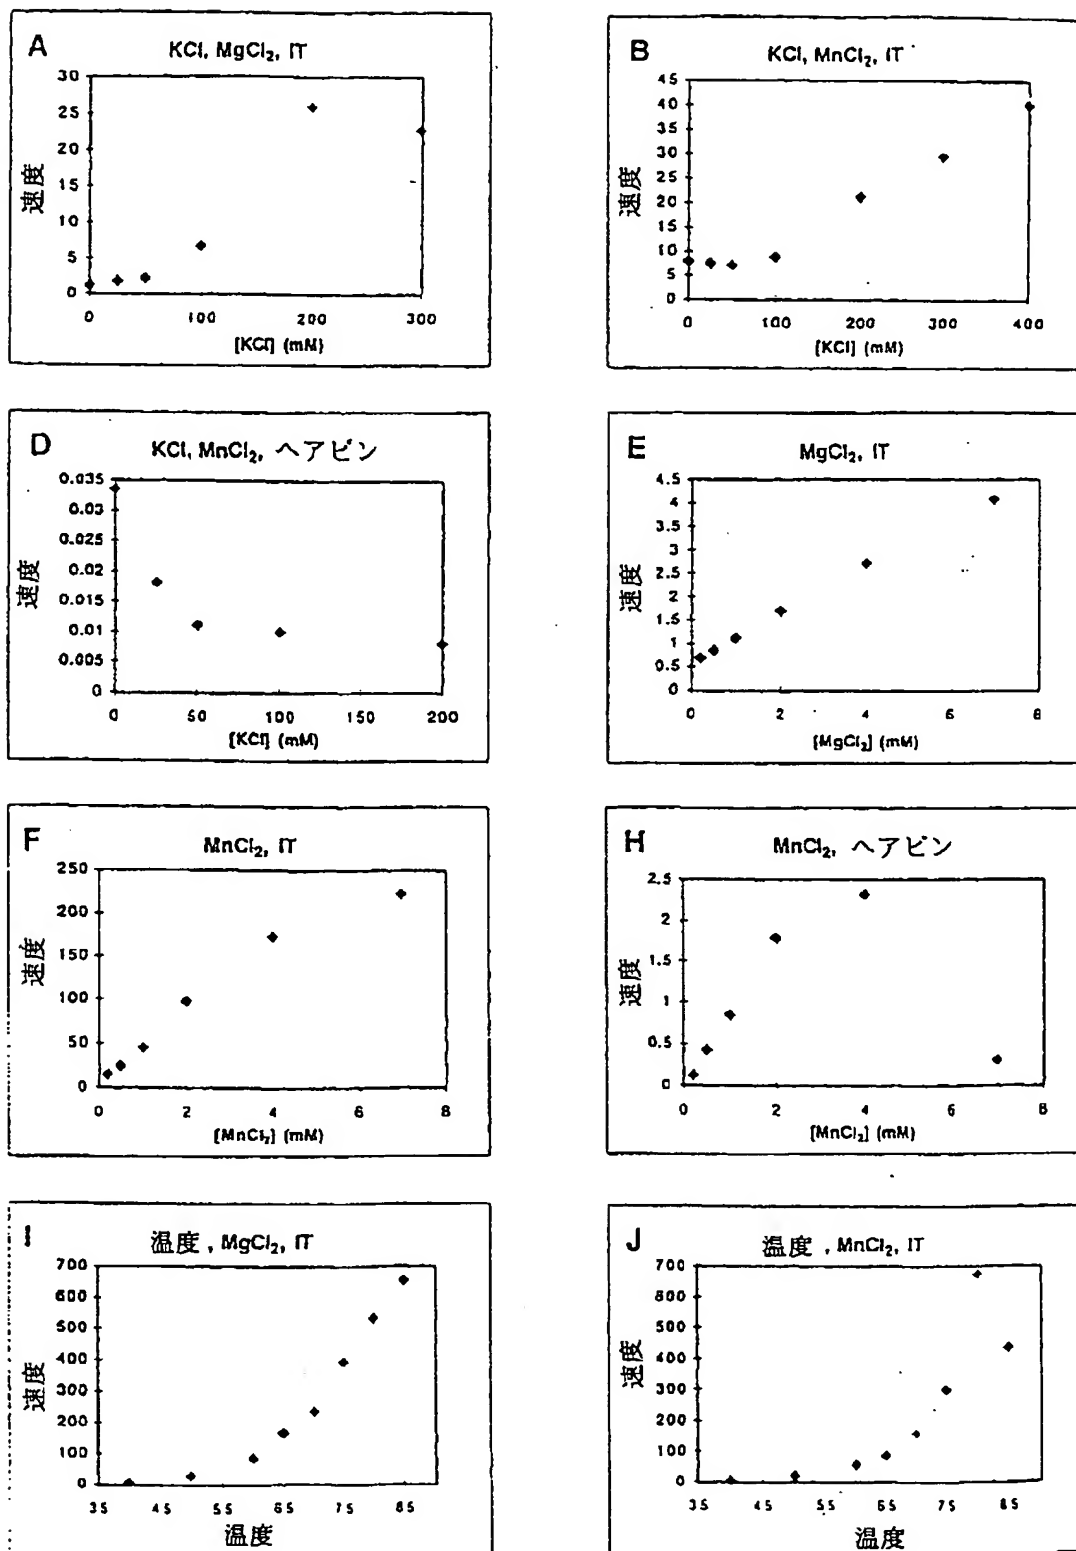 A
KCl, MgCl₂, IT
30
25
20
15
10
5
0
速度
0 100 200 300
[KCl] (mM)
B
KCl, MnCl₂, IT
45
40
35
30
25
20
15
10
5
0
速度
0 100 200 300 400
[KCl] (mM)
D
KCl, MnCl₂, ヘアピン
0.035
0.03
0.025
0.02
0.015
0.01
0.005
0
速度
0 50 100 150 200
[KCl] (mM)
E
MgCl₂, IT
4.5
4
3.5
3
2.5
2
1.5
1
0.5
0
速度
0 2 4 6 8
[MgCl₂] (mM)
F
MnCl₂, IT
250
200
150
100
50
0
速度
0 2 4 6 8
[MnCl₂] (mM)
H
MnCl₂, ヘアピン
2.5
2
1.5
1
0.5
0
速度
0 2 4 6 8
[MnCl₂] (mM)
I
温度, MgCl₂, IT
700
600
500
400
300
200
100
0
速度
35 45 55 65 75 85
温度
J
温度, MnCl₂, IT
700
600
500
400
300
200
100
0
速度
35 45 55 65 75 85
温度